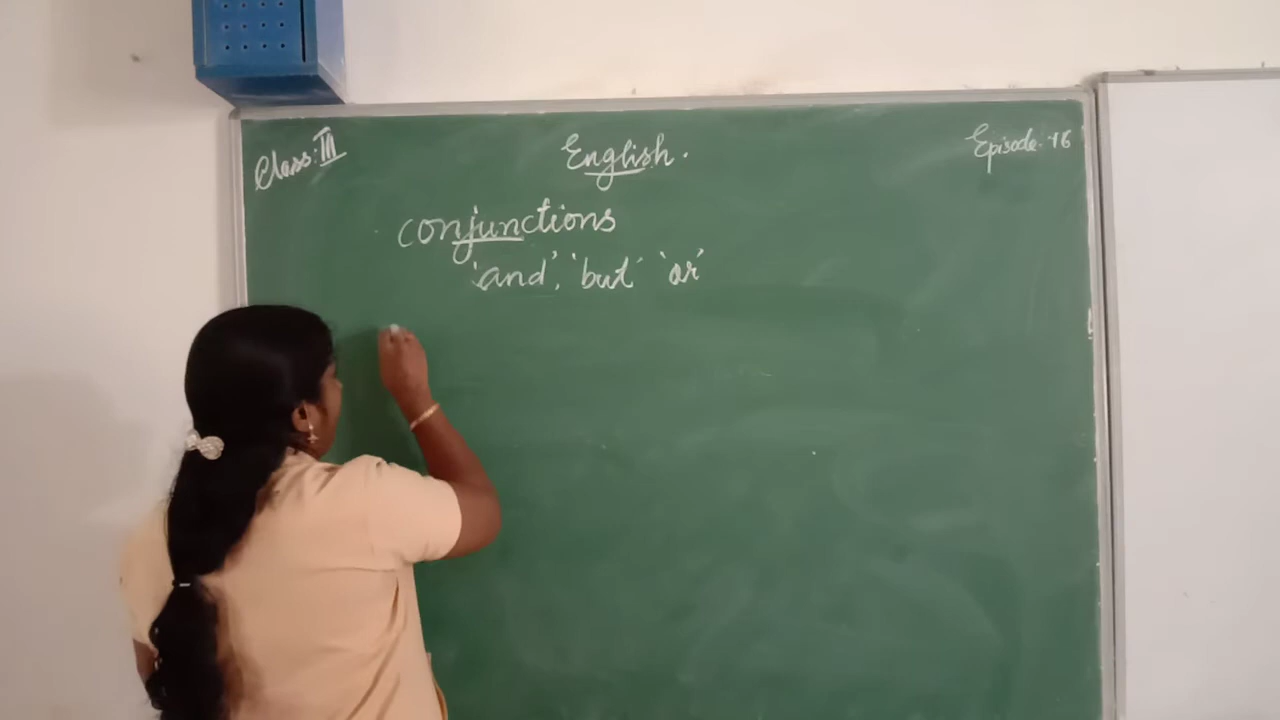 Class: III
English.
Episode-16
conjunctions
'and', 'but' 'or'